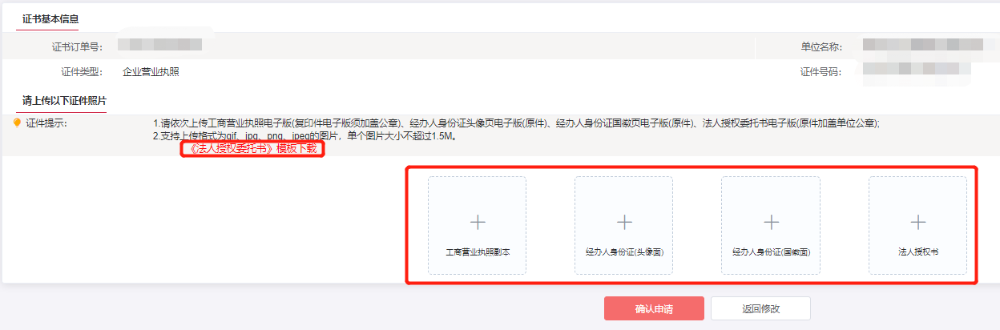 证书基本信息
证书订单号： 单位名称：
证件类型： 企业营业执照 证件号码：
请上传以下证件照片
证件提示： 1.请依次上传工商营业执照电子版(复印件电子版须加盖公章)、经办人身份证头像页电子版(原件)、经办人身份证国徽页电子版(原件)、法人授权委托书电子版(原件加盖单位公章);
2.支持上传格式为gif、jpg、png、jpeg的图片，单个图片大小不超过1.5M。
《法人授权委托书》模板下载
工商营业执照副本 经办人身份证(头像面) 经办人身份证(国徽面) 法人授权书
确认申请 返回修改